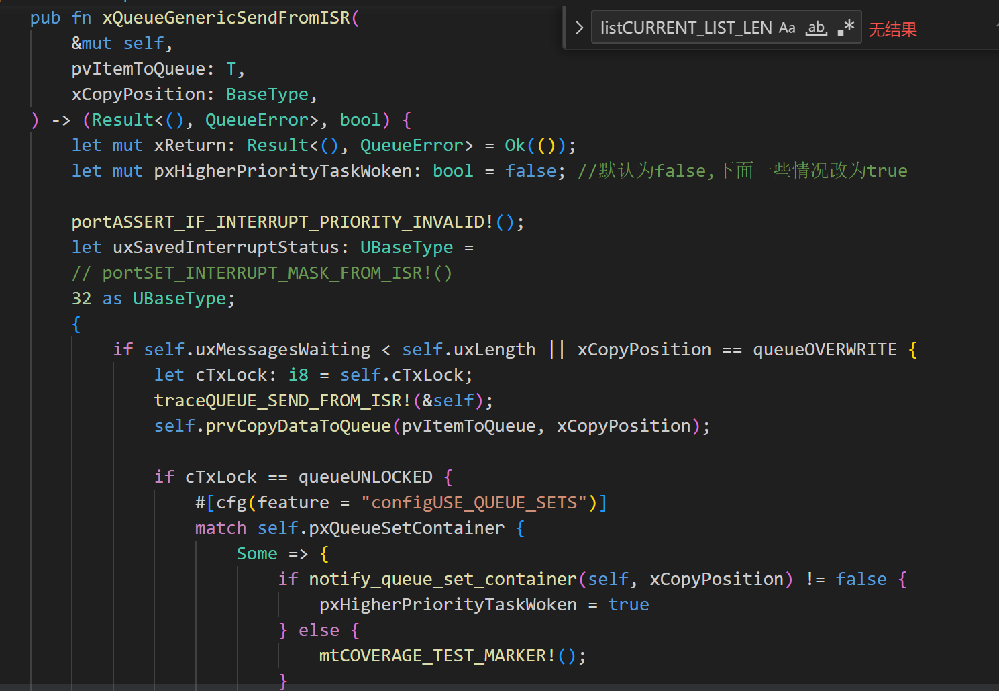 pub fn xQueueGenericSendFromISR(
&mut self,
pvItemToQueue: T,
xCopyPosition: BaseType,
) -> (Result<(), QueueError>, bool) {
let mut xReturn: Result<(), QueueError> = Ok(());
let mut pxHigherPriorityTaskWoken: bool = false; //默认为false,下面一些情况改为true
portASSERT_IF_INTERRUPT_PRIORITY_INVALID!();
let uxSavedInterruptStatus: UBaseType =
// portSET_INTERRUPT_MASK_FROM_ISR!()
32 as UBaseType;
{
if self.uxMessagesWaiting < self.uxLength || xCopyPosition == queueOVERWRITE {
let cTxLock: i8 = self.cTxLock;
traceQUEUE_SEND_FROM_ISR!(&self);
self.prvCopyDataToQueue(pvItemToQueue, xCopyPosition);
if cTxLock == queueUNLOCKED {
#[cfg(feature = "configUSE_QUEUE_SETS")]
match self.pxQueueSetContainer {
Some => {
if notify_queue_set_container(self, xCopyPosition) != false {
pxHigherPriorityTaskWoken = true
} else {
mtCOVERAGE_TEST_MARKER!();
}
listCURRENT_LIST_LEN Aa ab .* 无结果